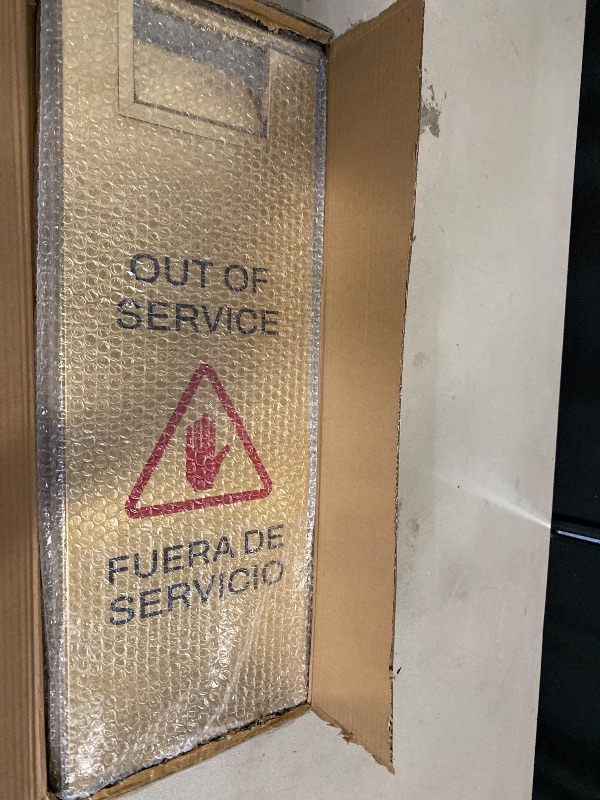 OUT OF
SERVICE
FUERA DE
SERVICIO